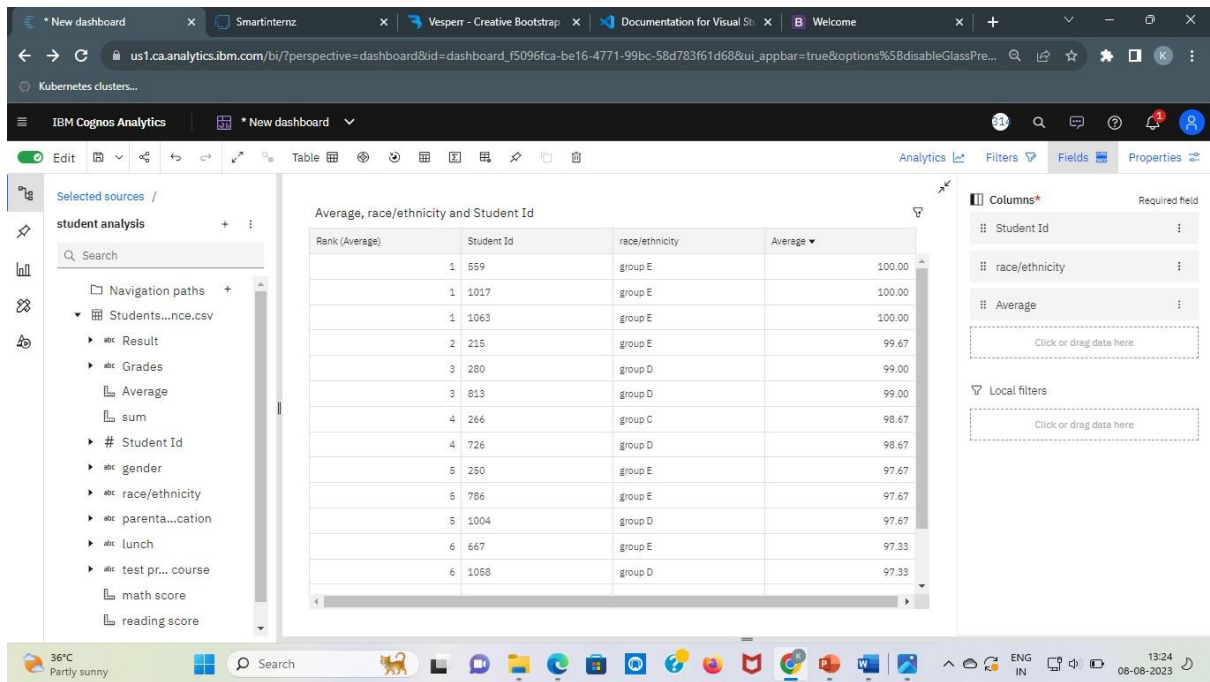 * New dashboard
Smartinternz
Vesperr - Creative Bootstrap
Documentation for Visual Stu
B Welcome
us1.ca.analytics.ibm.com/bi/?perspective=dashboard&id=dashboard_f5096fca-be16-4771-99bc-58d783f61d68&ui_appbar=true&options%5BdisableGlassPre...
K
Kubernetes clusters...
IBM Cognos Analytics
* New dashboard
1
Edit
Table
Analytics
Filters
Fields
Properties
Selected sources /
student analysis
Search
Navigation paths +
Students...nce.csv
abc Result
abc Grades
Average
sum
# Student Id
abc gender
abc race/ethnicity
abc parenta...cation
abc lunch
abc test pr... course
math score
reading score
Average, race/ethnicity and Student Id
Rank (Average) Student Id race/ethnicity Average
1 559 group E 100.00
1 1017 group E 100.00
1 1063 group E 100.00
2 215 group E 99.67
3 280 group D 99.00
3 813 group D 99.00
4 266 group C 98.67
4 726 group D 98.67
5 250 group E 97.67
5 786 group E 97.67
5 1004 group D 97.67
6 667 group E 97.33
6 1058 group D 97.33
Columns* Required field
Student Id
race/ethnicity
Average
Click or drag data here
Local filters
Click or drag data here
36°C
Partly sunny
Search
ENG
IN
13:24
08-08-2023